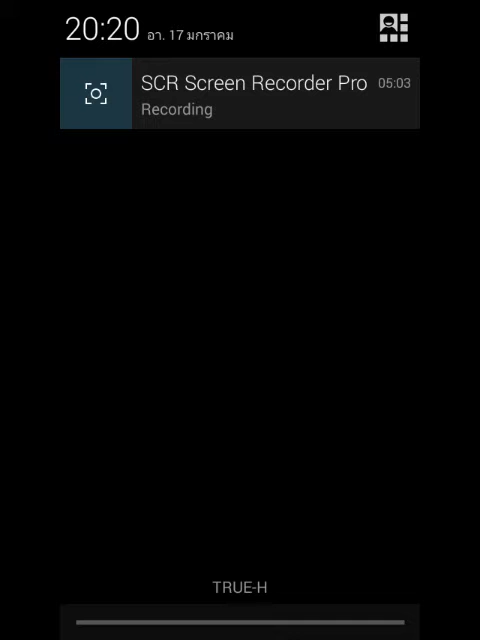 20:20 อา. 17 มกราคม
SCR Screen Recorder Pro 05:03
Recording
TRUE-H